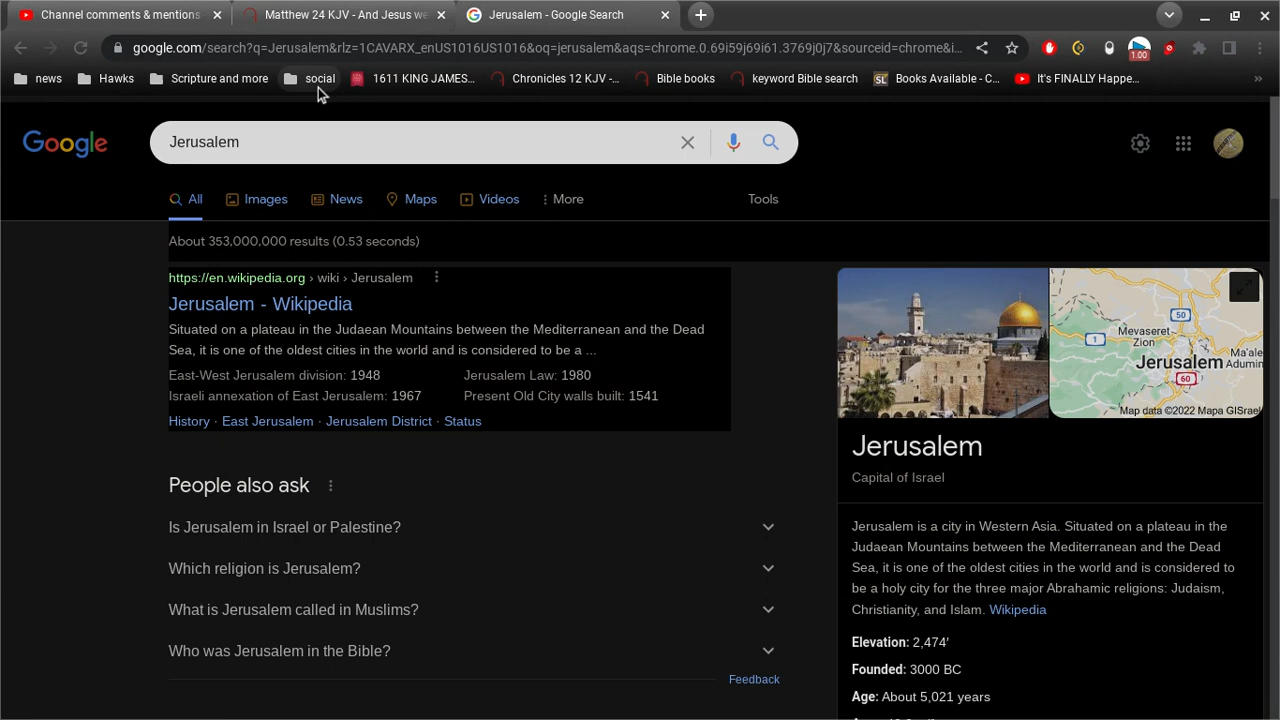 Channel comments & mentions
Matthew 24 KJV - And Jesus we
Jerusalem - Google Search
google.com/search?q=Jerusalem&rlz=1CAVARX_enUS1016US1016&oq=jerusalem&aqs=chrome.0.69i59j69i61.3769j0j7&sourceid=chrome&i...
1.00
news
Hawks
Scripture and more
social
1611 KING JAMES...
Chronicles 12 KJV -...
Bible books
keyword Bible search
SL
Books Available - C...
It's FINALLY Happe...
»
Google
Jerusalem
All
Images
News
Maps
Videos
More
Tools
About 353,000,000 results (0.53 seconds)
https://en.wikipedia.org › wiki › Jerusalem
Jerusalem - Wikipedia
Situated on a plateau in the Judaean Mountains between the Mediterranean and the Dead
Sea, it is one of the oldest cities in the world and is considered to be a ...
East-West Jerusalem division: 1948
Jerusalem Law: 1980
Israeli annexation of East Jerusalem: 1967
Present Old City walls built: 1541
History · East Jerusalem · Jerusalem District · Status
People also ask
Is Jerusalem in Israel or Palestine?
Which religion is Jerusalem?
What is Jerusalem called in Muslims?
Who was Jerusalem in the Bible?
Feedback
50
Mevaseret
Zion
1
Jerusalem
Ma'ale
Adumim
60
Map data ©2022 Mapa GISrael
Jerusalem
Capital of Israel
Jerusalem is a city in Western Asia. Situated on a plateau in the
Judaean Mountains between the Mediterranean and the Dead
Sea, it is one of the oldest cities in the world and is considered to
be a holy city for the three major Abrahamic religions: Judaism,
Christianity, and Islam. Wikipedia
Elevation: 2,474′
Founded: 3000 BC
Age: About 5,021 years